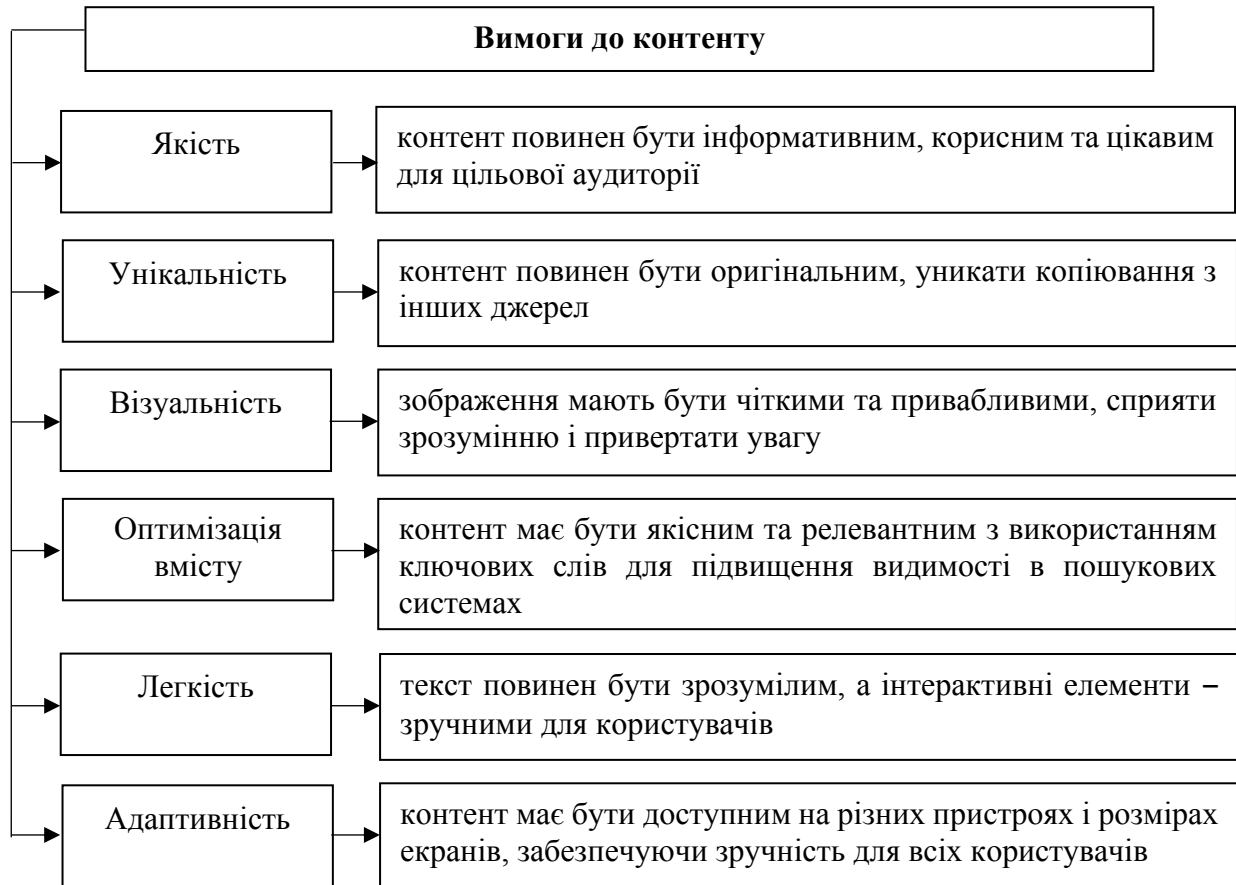 Вимоги до контенту
Якість
контент повинен бути інформативним, корисним та цікавим
для цільової аудиторії
Унікальність
контент повинен бути оригінальним, уникати копіювання з
інших джерел
Візуальність
зображення мають бути чіткими та привабливими, сприяти
зрозумінню і привертати увагу
Оптимізація
вмісту
контент має бути якісним та релевантним з використанням
ключових слів для підвищення видимості в пошукових
системах
Легкість
текст повинен бути зрозумілим, а інтерактивні елементи –
зручними для користувачів
Адаптивність
контент має бути доступним на різних пристроях і розмірах
екранів, забезпечуючи зручність для всіх користувачів